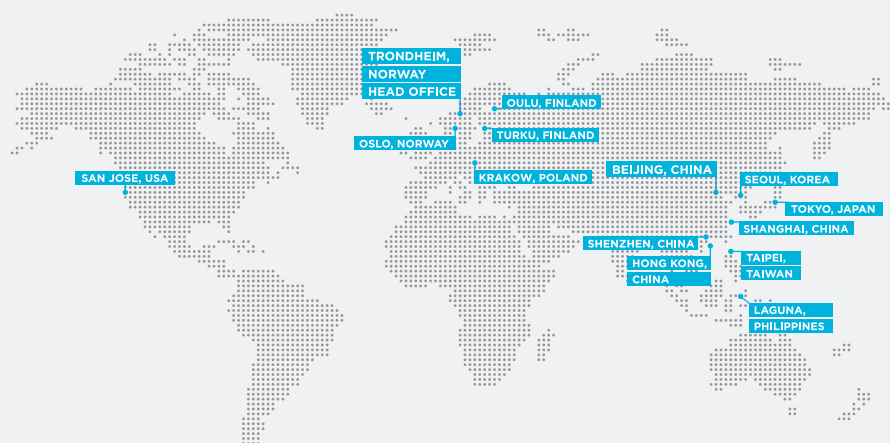 TRONDHEIM,
NORWAY
HEAD OFFICE
OULU, FINLAND
TURKU, FINLAND
OSLO, NORWAY
SAN JOSE, USA
KRAKOW, POLAND
BEIJING, CHINA
SEOUL, KOREA
TOKYO, JAPAN
SHANGHAI, CHINA
SHENZHEN, CHINA
HONG KONG,
CHINA
TAIPEI,
TAIWAN
LAGUNA,
PHILIPPINES